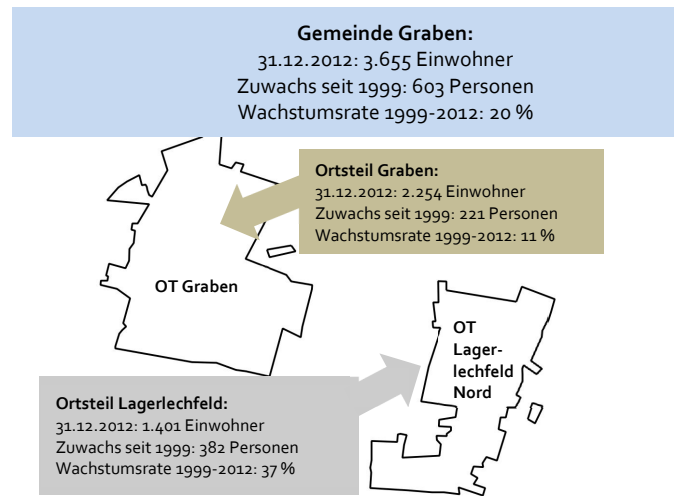 Gemeinde Graben:
31.12.2012: 3.655 Einwohner
Zuwachs seit 1999: 603 Personen
Wachstumsrate 1999-2012: 20 %
Ortsteil Graben:
31.12.2012: 2.254 Einwohner
Zuwachs seit 1999: 221 Personen
Wachstumsrate 1999-2012: 11 %
OT Graben
OT
Lager-
lechfeld
Nord
Ortsteil Lagerlechfeld:
31.12.2012: 1.401 Einwohner
Zuwachs seit 1999: 382 Personen
Wachstumsrate 1999-2012: 37 %